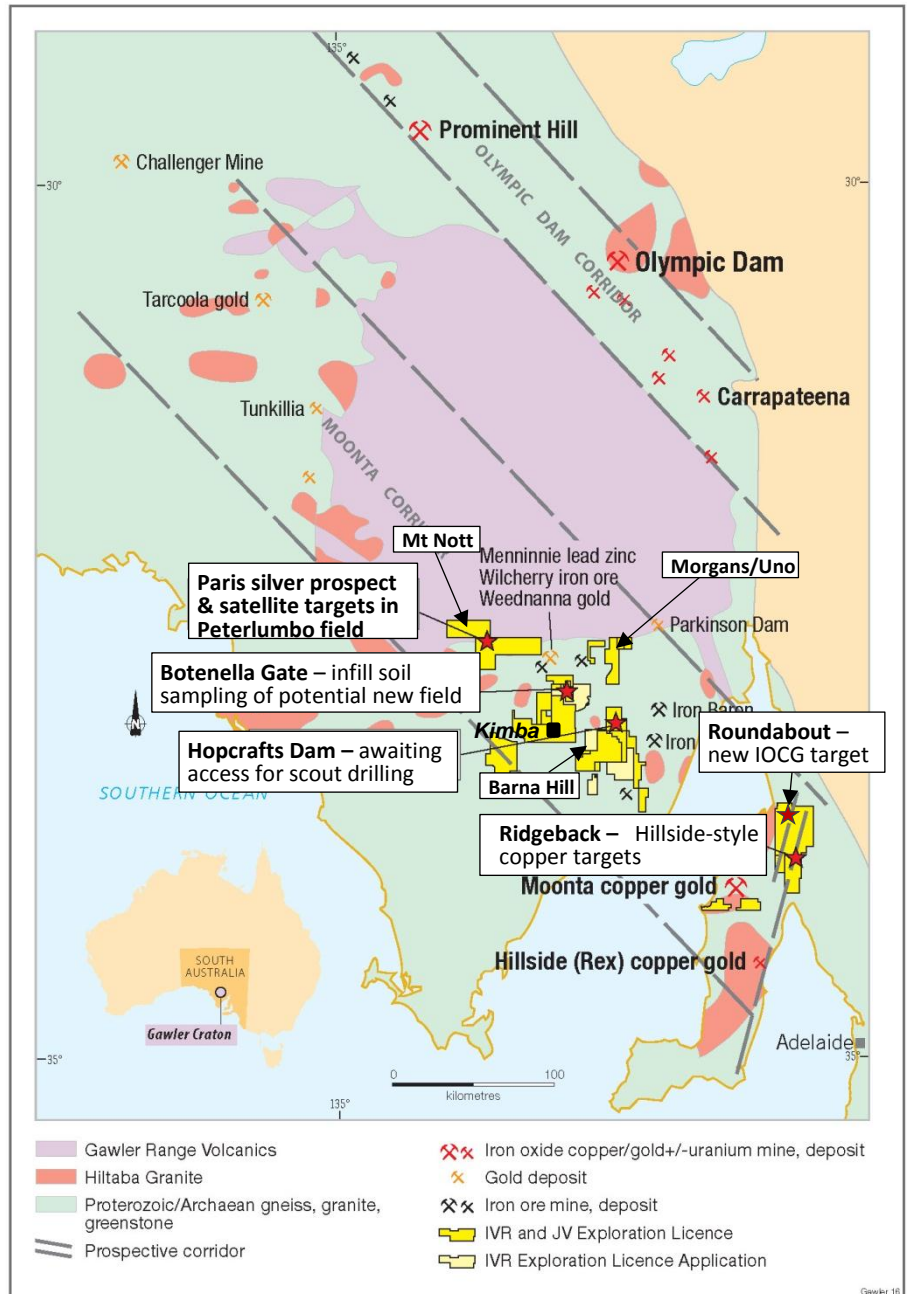 135°
Prominent Hill
OLYMPIC DAM CORRIDOR
Challenger Mine
30°
30°
Olympic Dam
Tarcoola gold
Carrapateena
Tunkillia
MOONTA
Mt Nott
Menninnie lead zinc
Wilcherry iron ore
Weednanna gold
Morgans/Uno
Paris silver prospect
& satellite targets in
Peterlumbo field
Parkinson Dam
Botenella Gate – infill soil
sampling of potential new field
Iron Baron
Kimba
N
Roundabout –
new IOCG target
Hopcrafts Dam – awaiting
access for scout drilling
Iron
Barna Hill
SOUTHERN OCEAN
Ridgeback – Hillside-style
copper targets
Moonta copper gold
Hillside (Rex) copper gold
SOUTH
AUSTRALIA
Gawler Craton
Adelaide
35°
35°
0 100
kilometres
135°
Gawler Range Volcanics
Hiltaba Granite
Proterozoic/Archaean gneiss, granite,
greenstone
Prospective corridor
Iron oxide copper/gold+/-uranium mine, deposit
Gold deposit
Iron ore mine, deposit
IVR and JV Exploration Licence
IVR Exploration Licence Application
Gawler 16